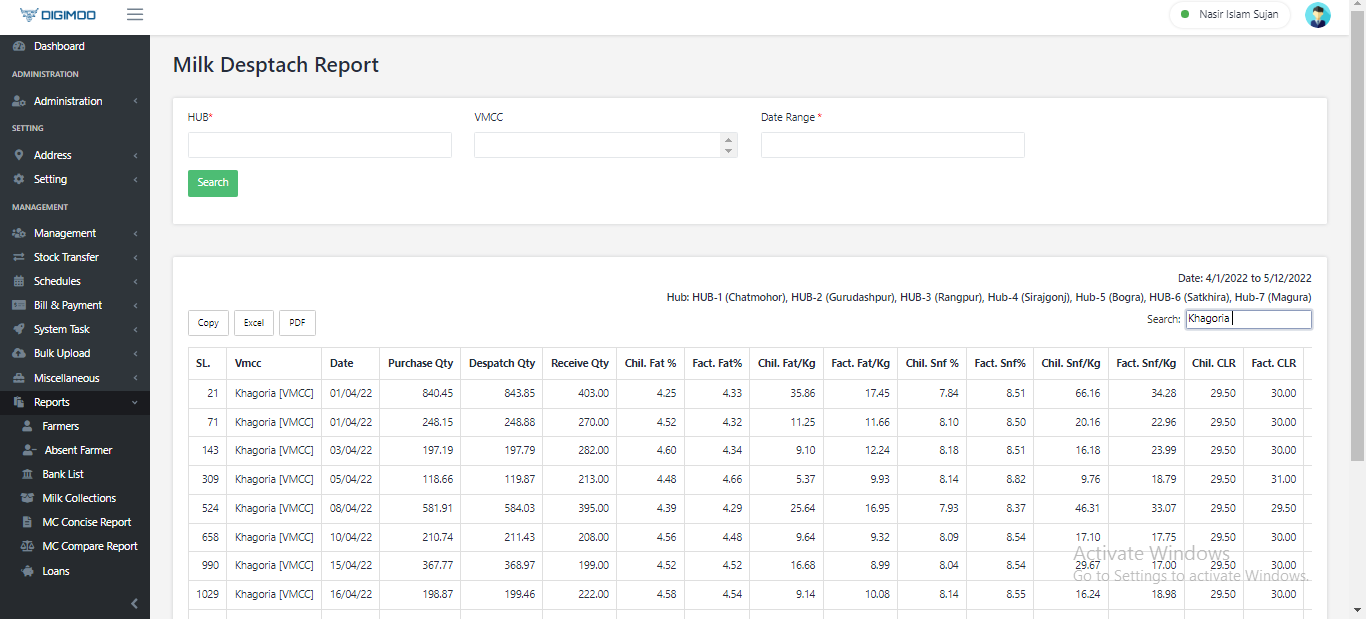 DIGIMOO
Nasir Islam Sujan
Dashboard
ADMINISTRATION
Administration
SETTING
Address
Setting
MANAGEMENT
Management
Stock Transfer
Schedules
Bill & Payment
System Task
Bulk Upload
Miscellaneous
Reports
Farmers
Absent Farmer
Bank List
Milk Collections
MC Concise Report
MC Compare Report
Loans
Milk Desptach Report
HUB* VMCC Date Range *
Search
Date: 4/1/2022 to 5/12/2022
Hub: HUB-1 (Chatmohor), HUB-2 (Gurudashpur), HUB-3 (Rangpur), Hub-4 (Sirajgonj), Hub-5 (Bogra), HUB-6 (Satkhira), Hub-7 (Magura)
Copy Excel PDF Search: Khagoria
SL. Vmcc Date Purchase Qty Despatch Qty Receive Qty Chil. Fat % Fact. Fat% Chil. Fat/Kg Fact. Fat/Kg Chil. Snf % Fact. Snf% Chil. Snf/Kg Fact. Snf/Kg Chil. CLR Fact. CLR
21 Khagoria [VMCC] 01/04/22 840.45 843.85 403.00 4.25 4.33 35.86 17.45 7.84 8.51 66.16 34.28 29.50 30.00
71 Khagoria [VMCC] 01/04/22 248.15 248.88 270.00 4.52 4.32 11.25 11.66 8.10 8.50 20.16 22.96 29.50 30.00
143 Khagoria [VMCC] 03/04/22 197.19 197.79 282.00 4.60 4.34 9.10 12.24 8.18 8.51 16.18 23.99 29.50 30.00
309 Khagoria [VMCC] 05/04/22 118.66 119.87 213.00 4.48 4.66 5.37 9.93 8.14 8.82 9.76 18.79 29.50 31.00
524 Khagoria [VMCC] 08/04/22 581.91 584.03 395.00 4.39 4.29 25.64 16.95 7.93 8.37 46.31 33.07 29.50 29.50
658 Khagoria [VMCC] 10/04/22 210.74 211.43 208.00 4.56 4.48 9.64 9.32 8.09 8.54 17.10 17.75 29.50 30.00
990 Khagoria [VMCC] 15/04/22 367.77 368.97 199.00 4.52 4.52 16.68 8.99 8.04 8.54 29.67 17.00 29.50 30.00
1029 Khagoria [VMCC] 16/04/22 198.87 199.46 222.00 4.58 4.54 9.14 10.08 8.14 8.55 16.24 18.98 29.50 30.00
Activate Windows
Go to Settings to activate Windows.